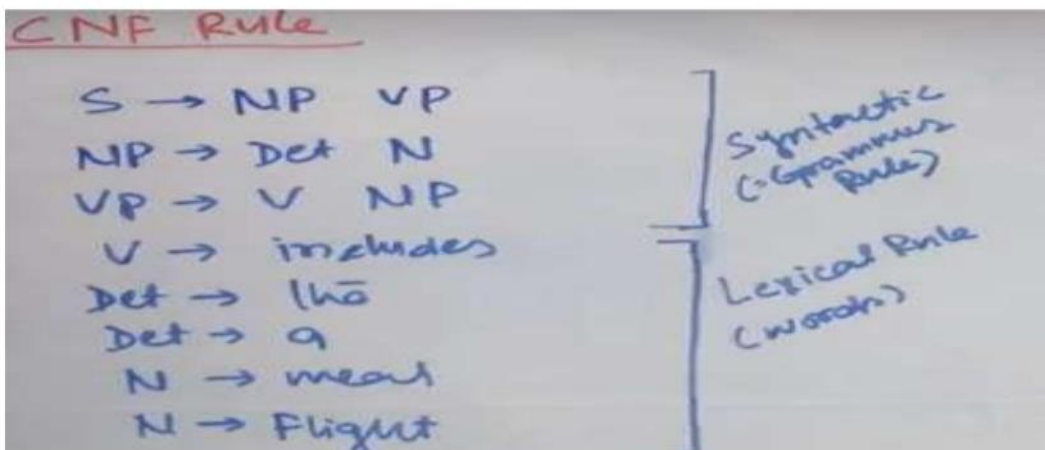 CNF Rule
S → NP VP
NP → Det N
VP → V NP
V → includes
Det → the
Det → a
N → meal
N → Flight
Syntactic
(:Grammer
Rule)
Lexical Rule
(words)